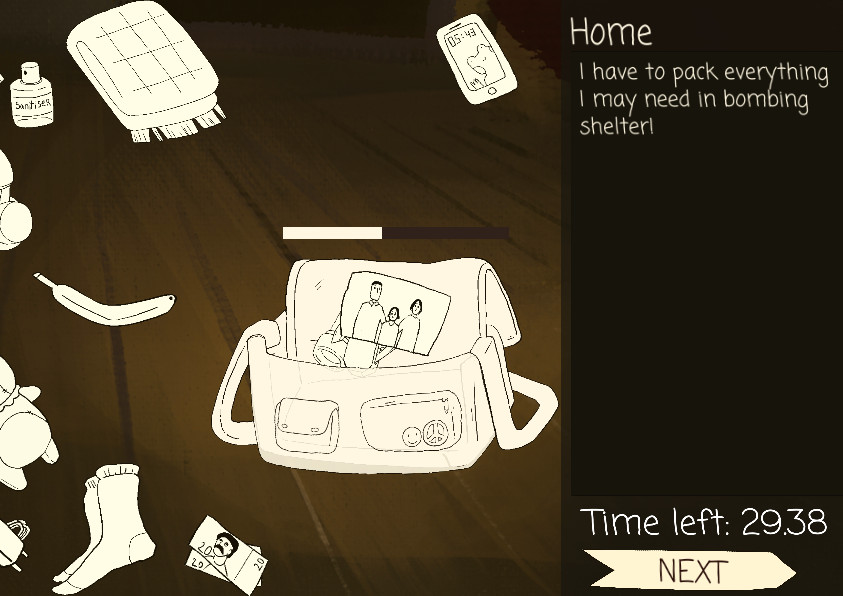 Home
I have to pack everything
I may need in bombing
shelter!
05:43
Sanitiser
20
20
20
Time left: 29.38
NEXT